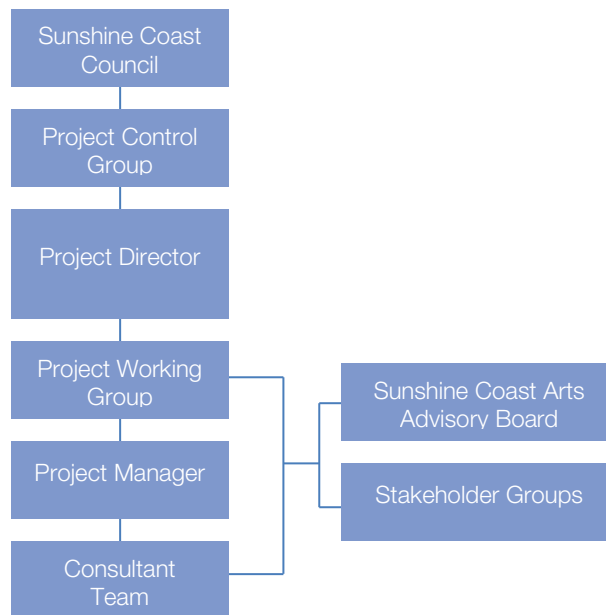 Sunshine Coast
Council
Project Control
Group
Project Director
Project Working
Group
Sunshine Coast Arts
Advisory Board
Project Manager
Stakeholder Groups
Consultant
Team